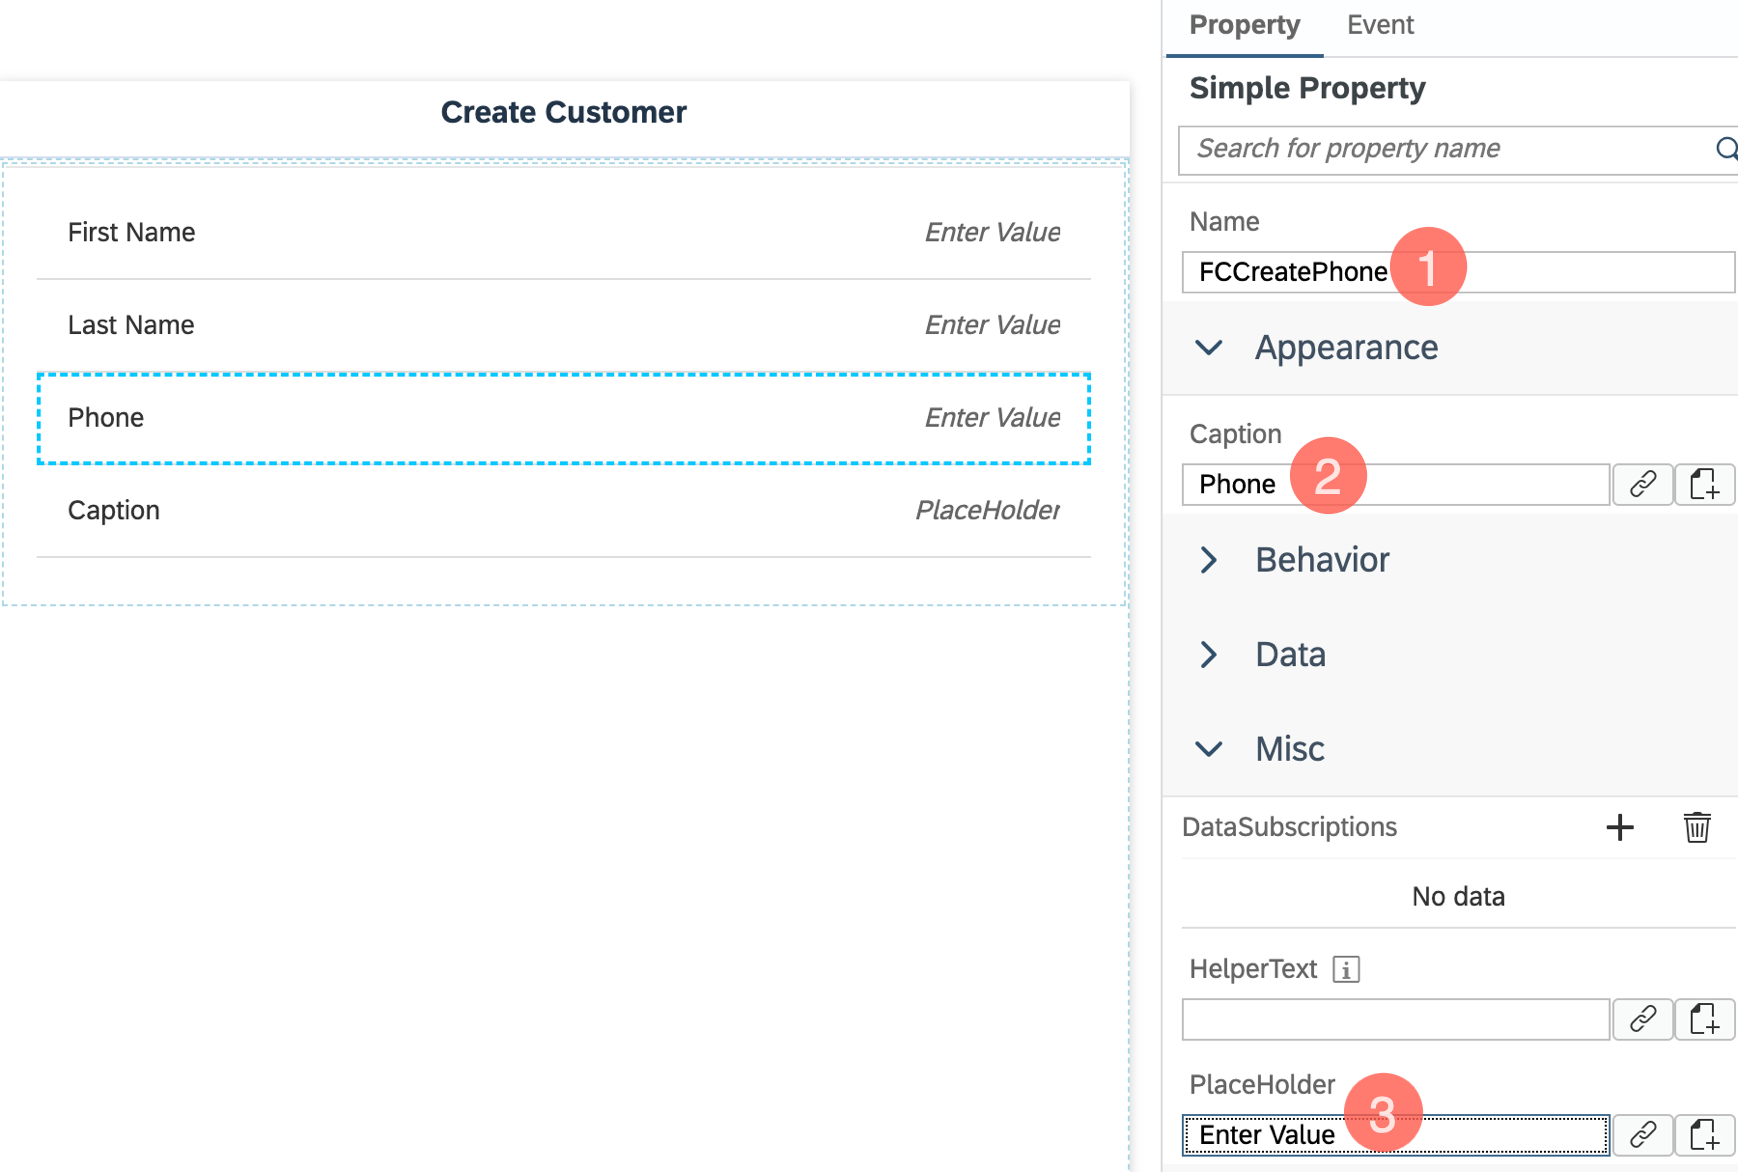 Create Customer
First Name Enter Value
Last Name Enter Value
Phone Enter Value
Caption PlaceHolder
Property Event
Simple Property
Search for property name
Name
FCCreatePhone 1
Appearance
Caption
Phone 2
Behavior
Data
Misc
DataSubscriptions
No data
HelperText i
PlaceHolder
Enter Value 3